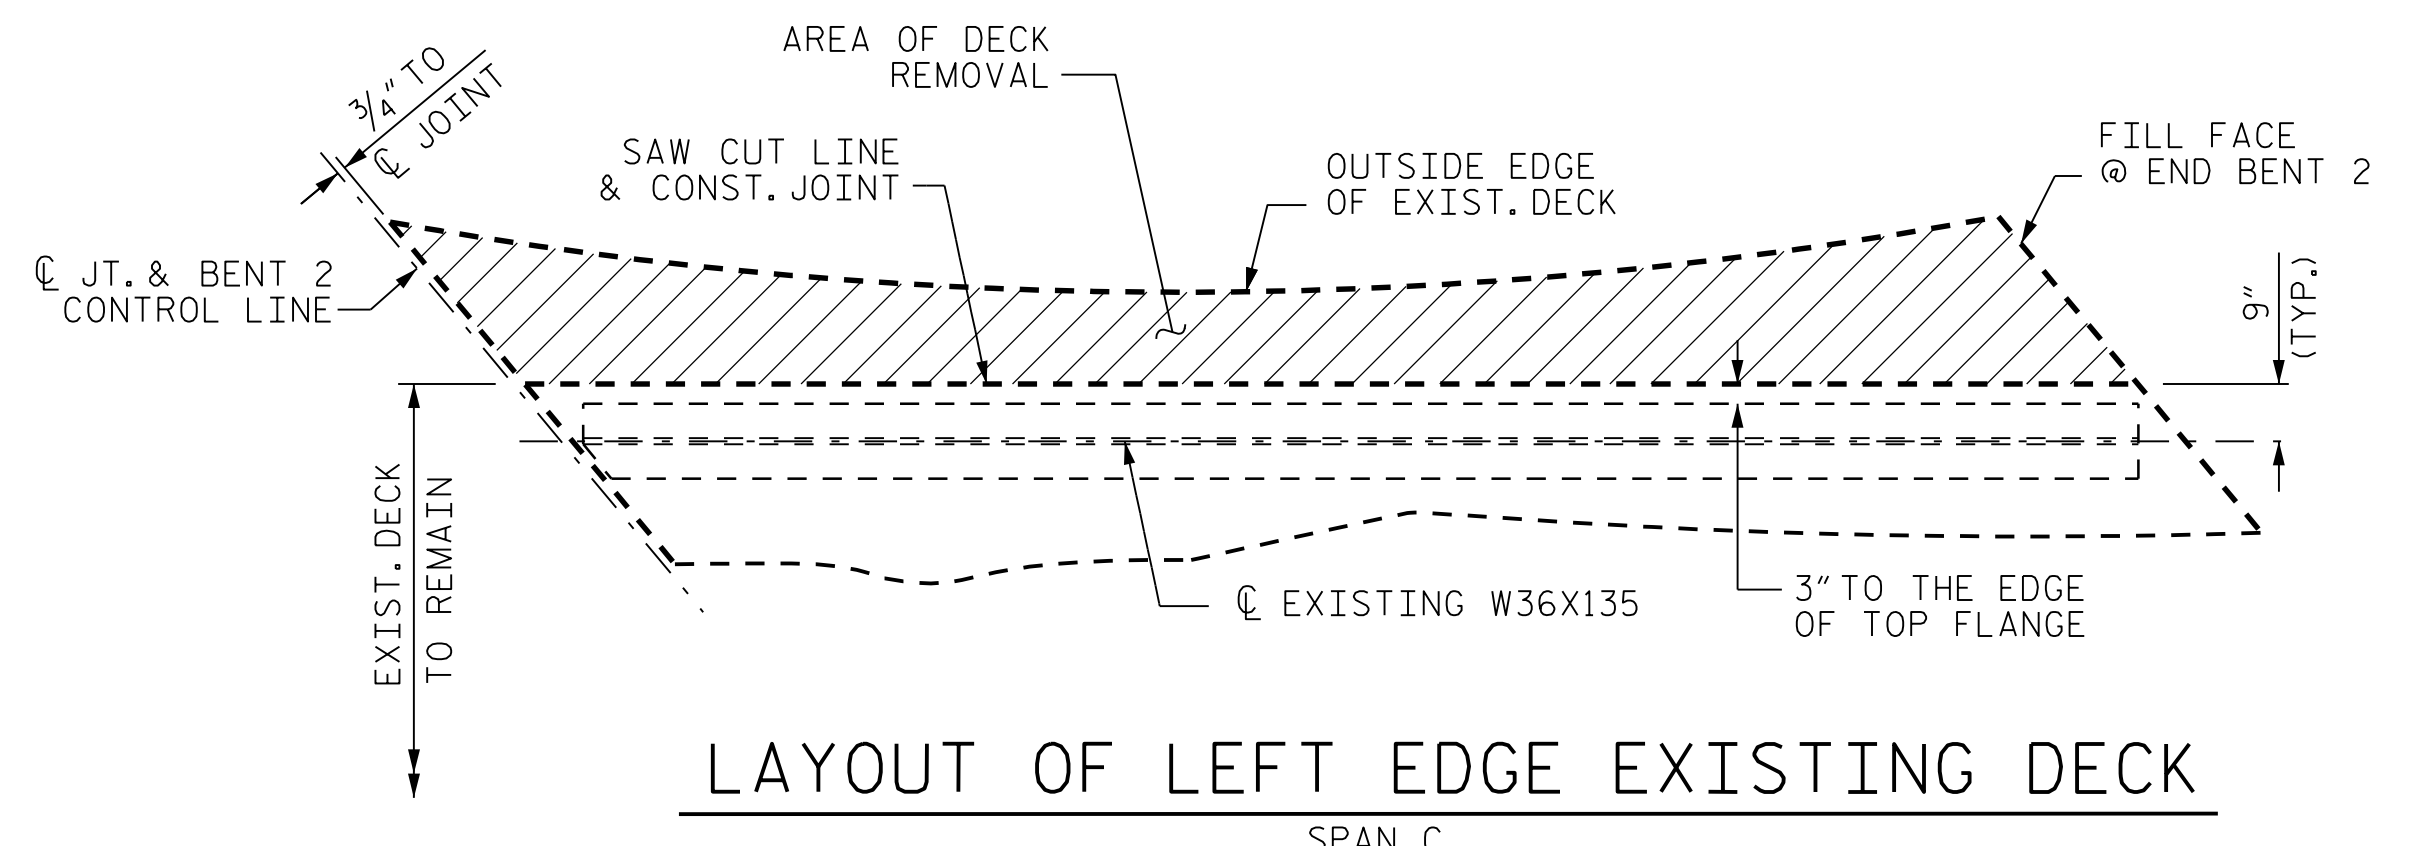 AREA OF DECK
REMOVAL
3/4" TO
℄ JOINT
SAW CUT LINE
& CONST. JOINT
OUTSIDE EDGE
OF EXIST. DECK
FILL FACE
@ END BENT 2
℄ JT. & BENT 2
CONTROL LINE
9"
(TYP.)
EXIST. DECK
TO REMAIN
℄ EXISTING W36X135
3" TO THE EDGE
OF TOP FLANGE
LAYOUT OF LEFT EDGE EXISTING DECK
SPAN C